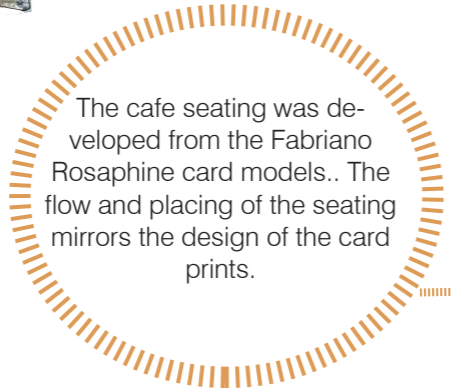 The cafe seating was de-
veloped from the Fabriano
Rosaphine card models.. The
flow and placing of the seating
mirrors the design of the card
prints.